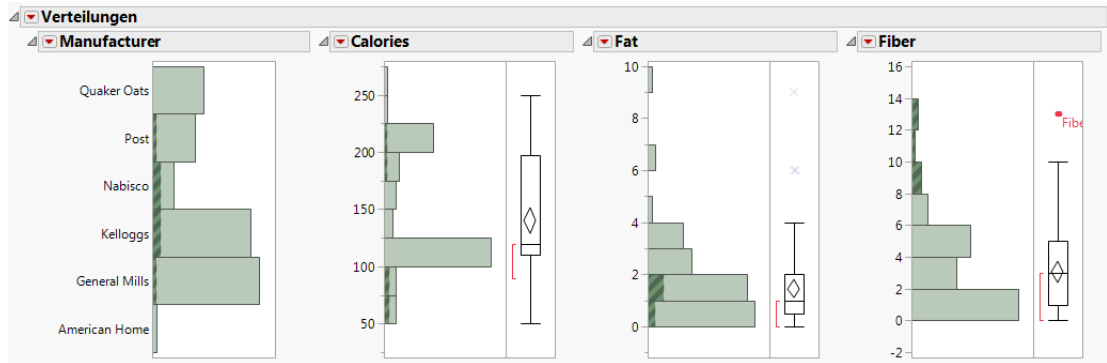 Verteilungen
Manufacturer
Quaker Oats
Post
Nabisco
Kelloggs
General Mills
American Home
Calories
250
200
150
100
50
Fat
10
8
6
4
2
0
Fiber
16
14
12
10
8
6
4
2
0
-2
Fibe